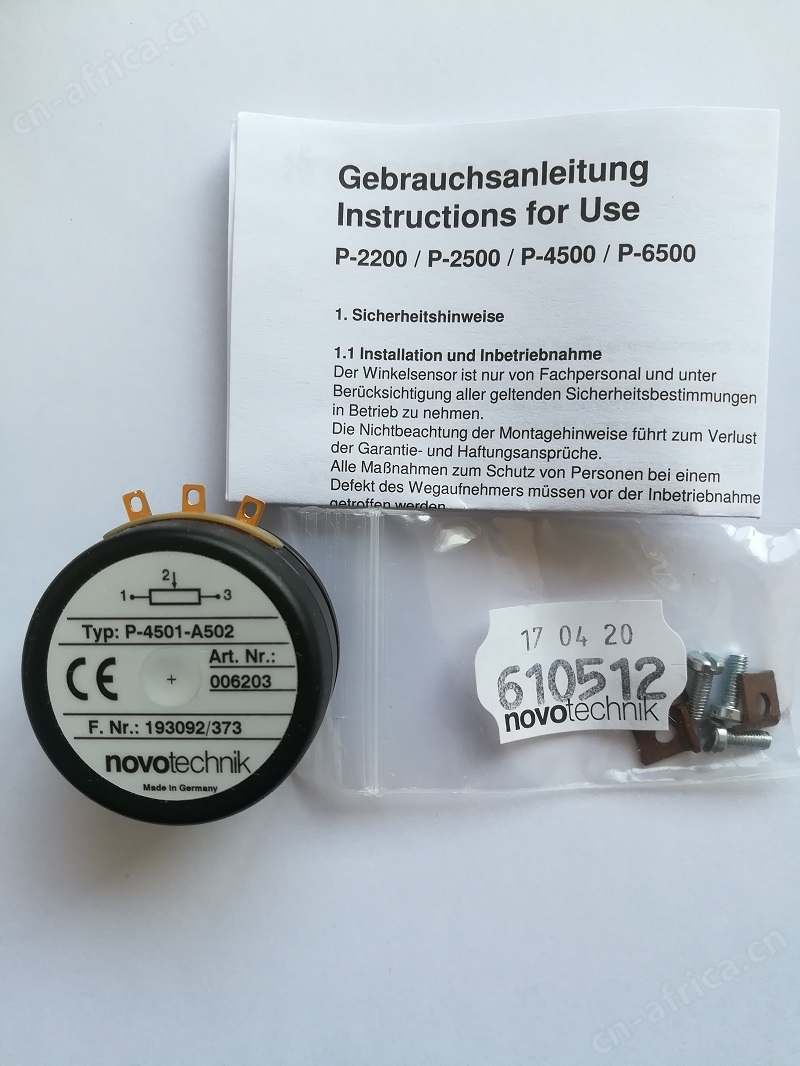 cn-africa.cn
Gebrauchsanleitung
Instructions for Use
P-2200 / P-2500 / P-4500 / P-6500
1. Sicherheitshinweise
1.1 Installation und Inbetriebnahme
Der Winkelsensor ist nur von Fachpersonal und unter
Berücksichtigung aller geltenden Sicherheitsbestimmungen
in Betrieb zu nehmen.
Die Nichtbeachtung der Montagehinweise führt zum Verlust
der Garantie- und Haftungsansprüche.
Alle Maßnahmen zum Schutz von Personen bei einem
Defekt des Wegaufnehmers müssen vor der Inbetriebnahme
getroffen werden
2
1 3
Typ: P-4501-A502
CE
Art. Nr.:
006203
F. Nr.: 193092/373
novotechnik
Made in Germany
17 04 20
610512
novotechnik
cn-africa.cn